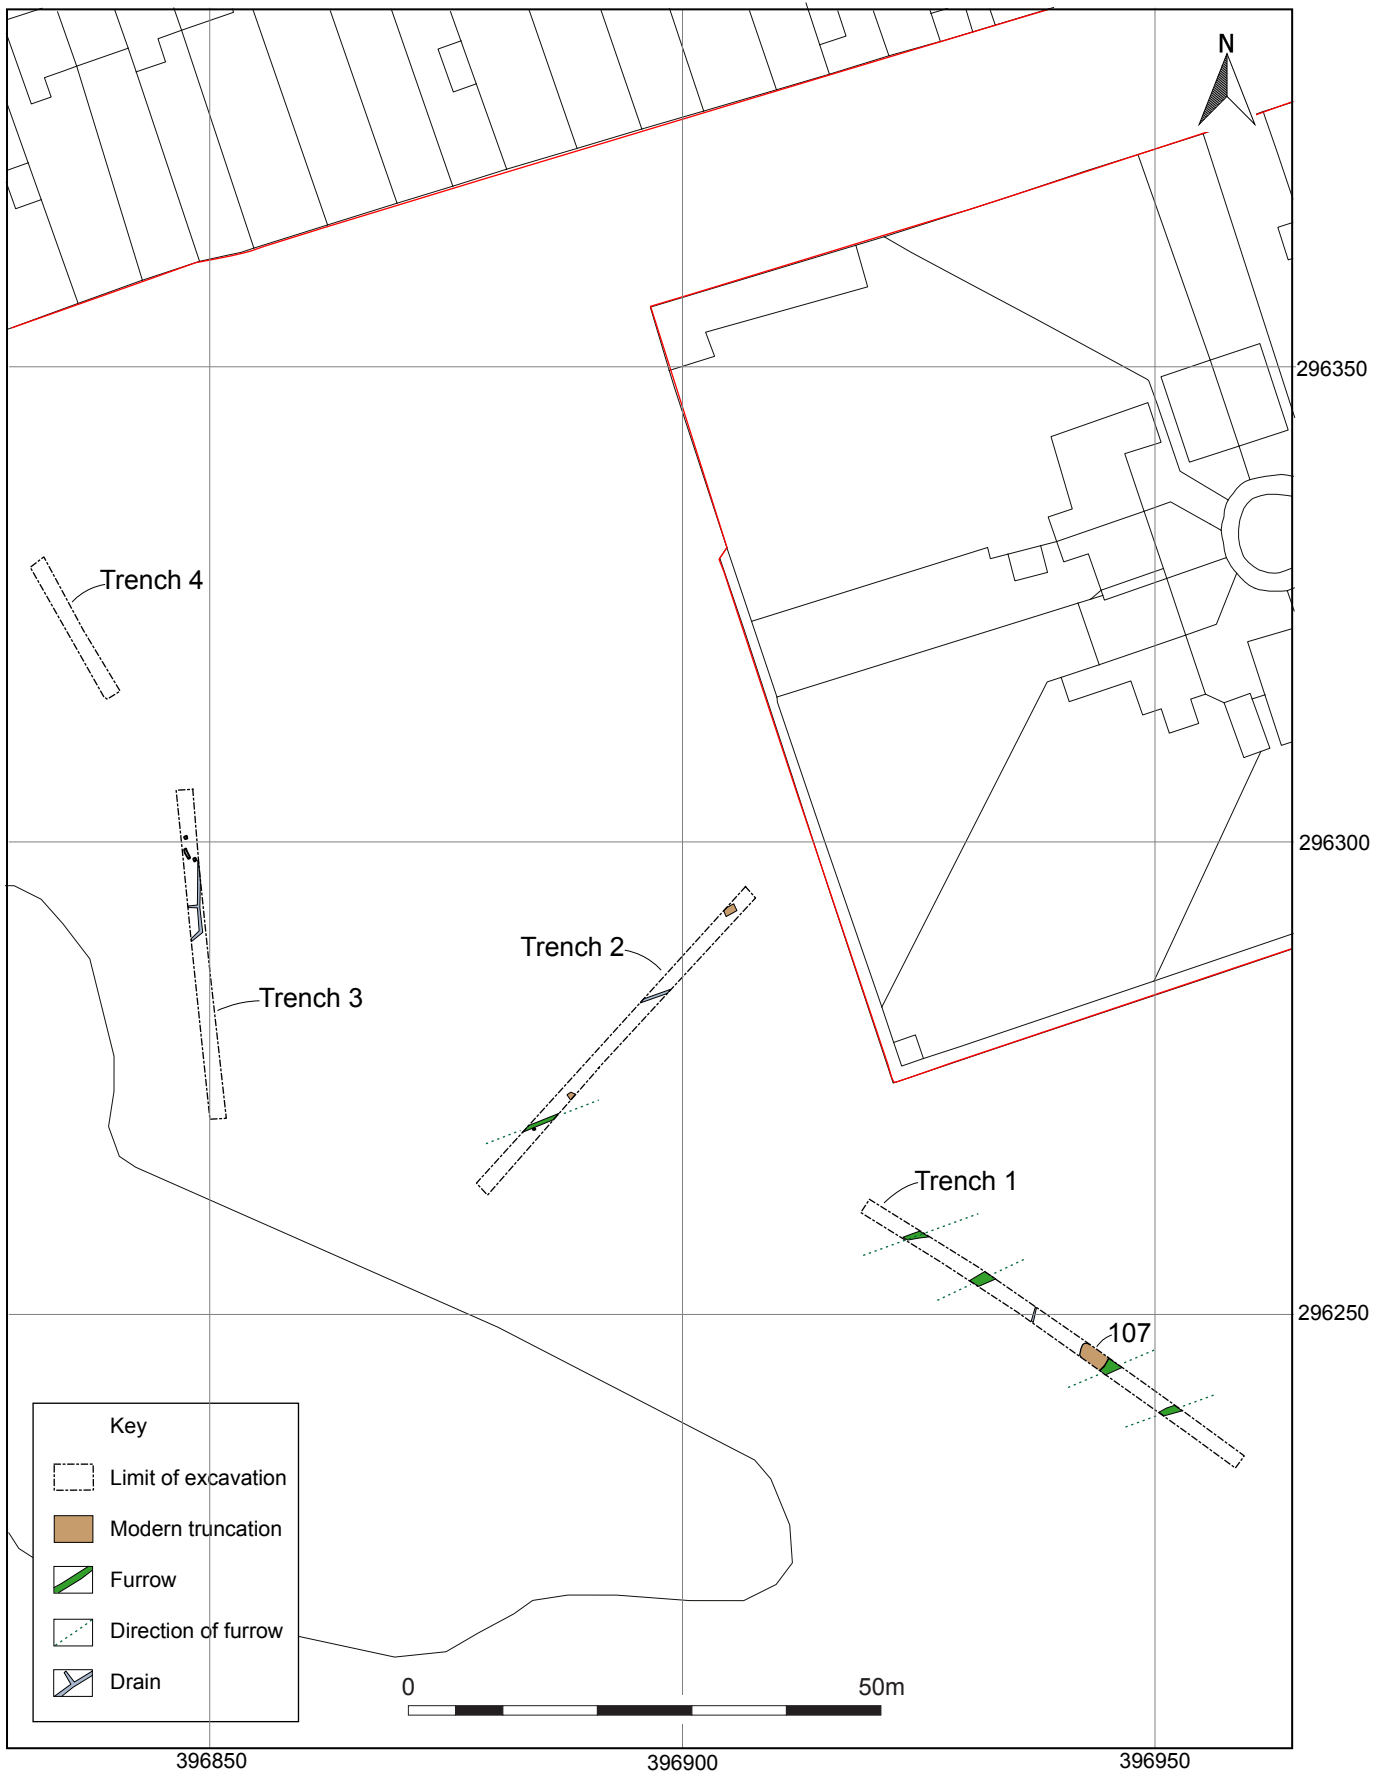 N
296350
Trench 4
296300
Trench 2
Trench 3
Trench 1
296250
107
Key
Limit of excavation
Modern truncation
Furrow
Direction of furrow
Drain
0 50m
396850 396900 396950